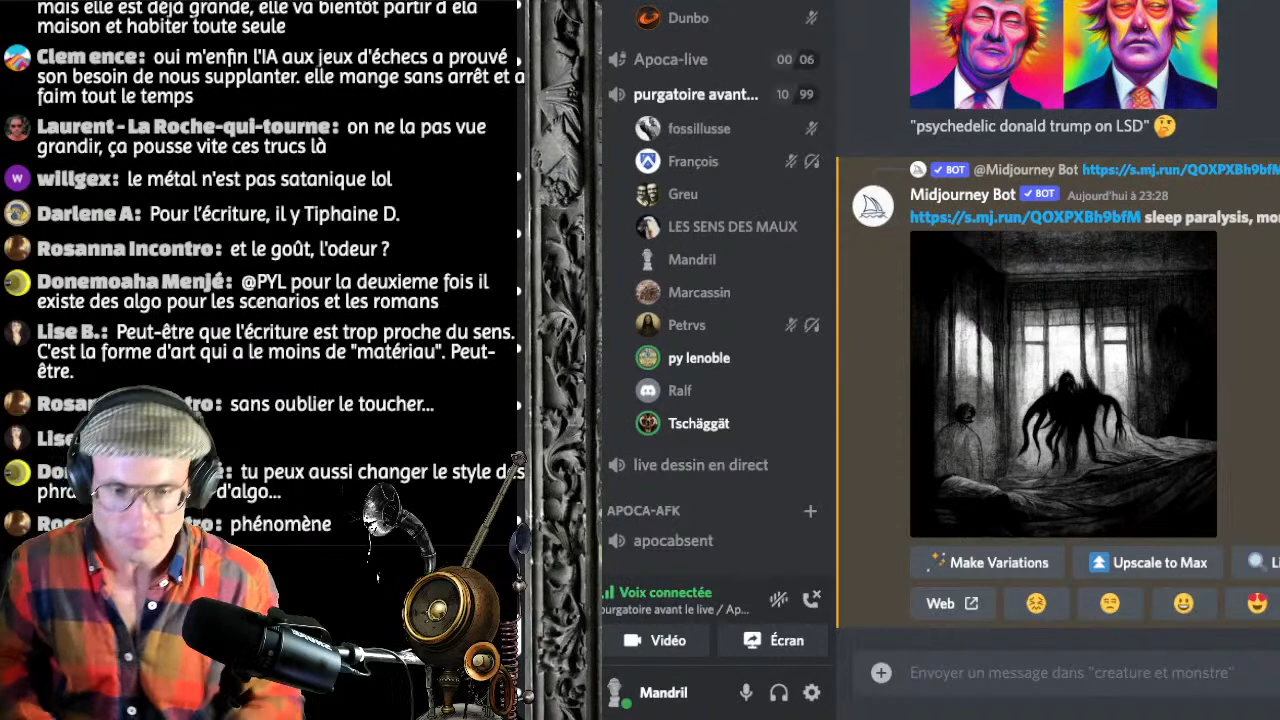 mais elle est déjà grande, elle va bientôt partir d ela
maison et habiter toute seule
Clem ence : oui m'enfin l'IA aux jeux d'échecs a prouvé
son besoin de nous supplanter. elle mange sans arrêt et a
faim tout le temps
Laurent - La Roche-qui-tourne : on ne la pas vue
grandir, ça pousse vite ces trucs là
willgex : le métal n'est pas satanique lol
Darlene A : Pour l'écriture, il y Tiphaine D.
Rosanna Incontro : et le goût, l'odeur ?
Donemoaha Menjé : @PYL pour la deuxieme fois il
existe des algo pour les scenarios et les romans
Lise B. : Peut-être que l'écriture est trop proche du sens.
C'est la forme d'art qui a le moins de "matériau". Peut-
être.
tro : sans oublier le toucher...
tu peux aussi changer le style des
d'algo...
tro : phénomène
Dunbo
Apoca-live 00 06
purgatoire avant... 10 99
fossillusse
François
Greu
LES SENS DES MAUX
Mandril
Marcassin
Petrvs
py lenoble
Ralf
Tschäggät
live dessin en direct
APOCA-AFK
apocabsent
Voix connectée
purgatoire avant le live / Ap...
Vidéo
Écran
Mandril
"psychedelic donald trump on LSD"
BOT @Midjourney Bot https://s.mj.run/QOXPXBh9bfM
Midjourney Bot BOT Aujourd'hui à 23:28
https://s.mj.run/QOXPXBh9bfM sleep paralysis, mo
Make Variations
Upscale to Max
Web
Envoyer un message dans "creature et monstre"